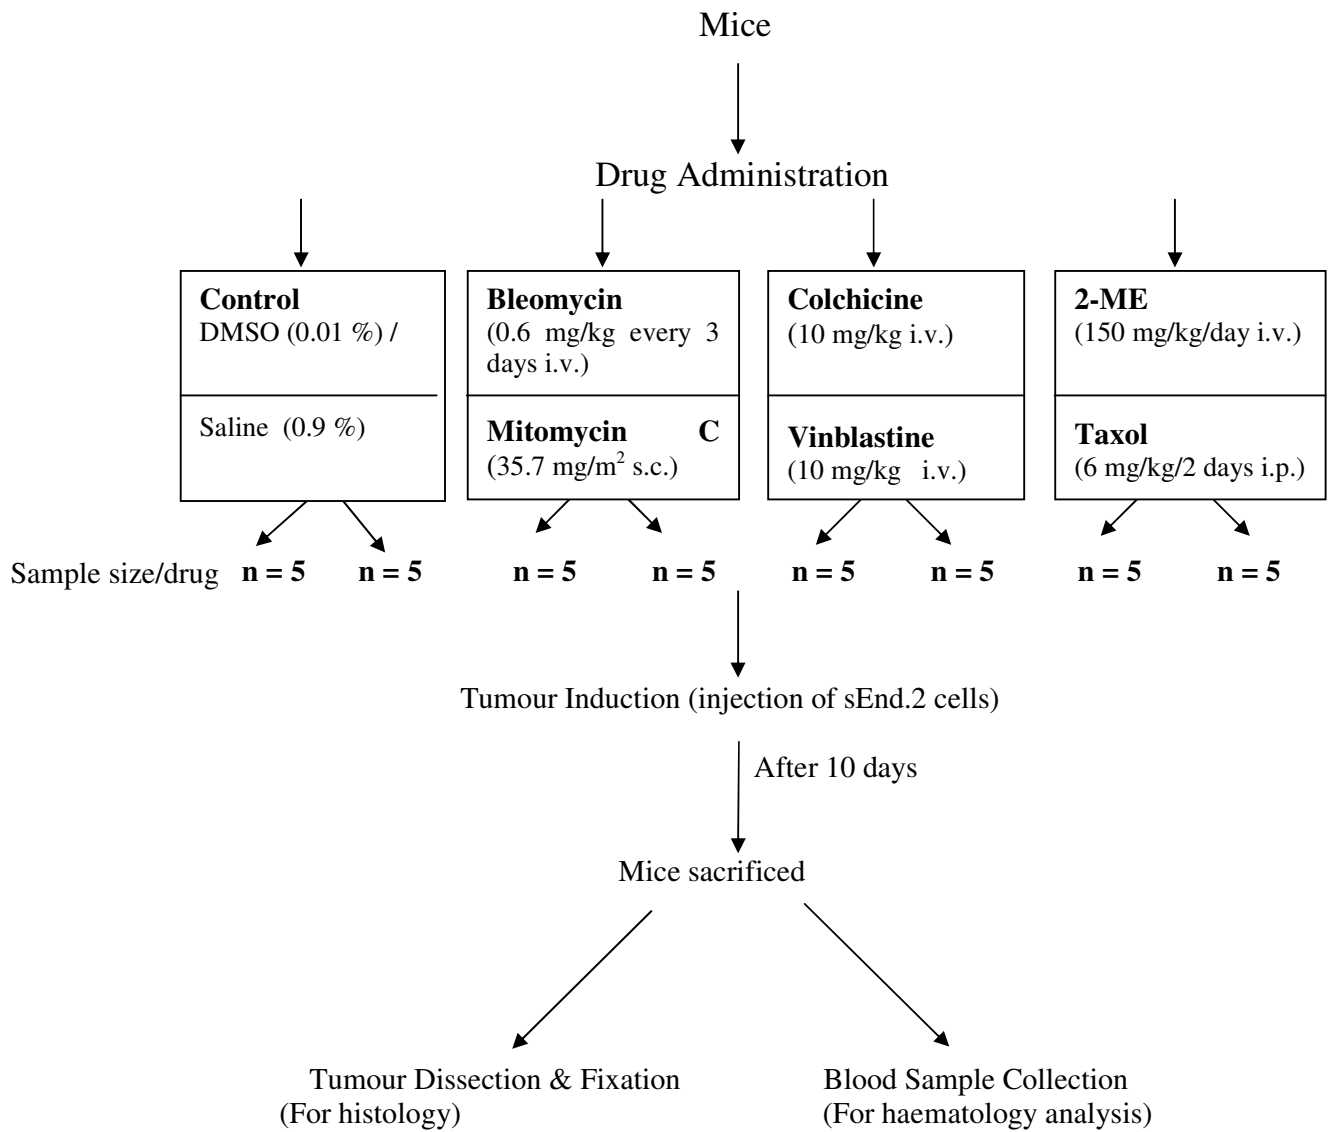 Mice
Drug Administration
Control
DMSO (0.01 %) /
Saline (0.9 %)
Bleomycin
(0.6 mg/kg every 3
days i.v.)
Mitomycin C
(35.7 mg/m² s.c.)
Colchicine
(10 mg/kg i.v.)
Vinblastine
(10 mg/kg i.v.)
2-ME
(150 mg/kg/day i.v.)
Taxol
(6 mg/kg/2 days i.p.)
Sample size/drug n = 5 n = 5 n = 5 n = 5 n = 5 n = 5 n = 5 n = 5
Tumour Induction (injection of sEnd.2 cells)
After 10 days
Mice sacrificed
Tumour Dissection & Fixation
(For histology)
Blood Sample Collection
(For haematology analysis)